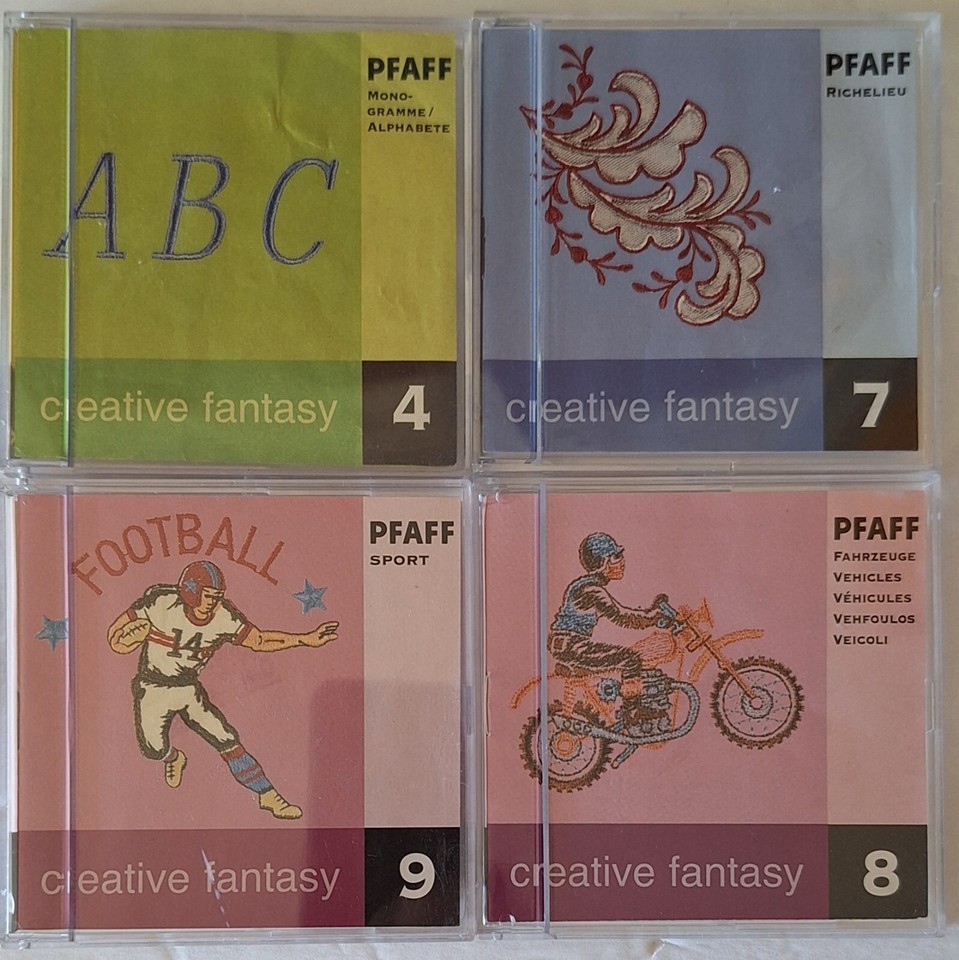 A B C
PFAFF
MONO-
GRAMME/
ALPHABETE
creative fantasy
4
PFAFF
RICHELIEU
creative fantasy
7
FOOTBALL
14
PFAFF
SPORT
creative fantasy
9
PFAFF
FAHRZEUGE
VEHICLES
VÉHICULES
VEHFOULOS
VEICOLI
creative fantasy
8